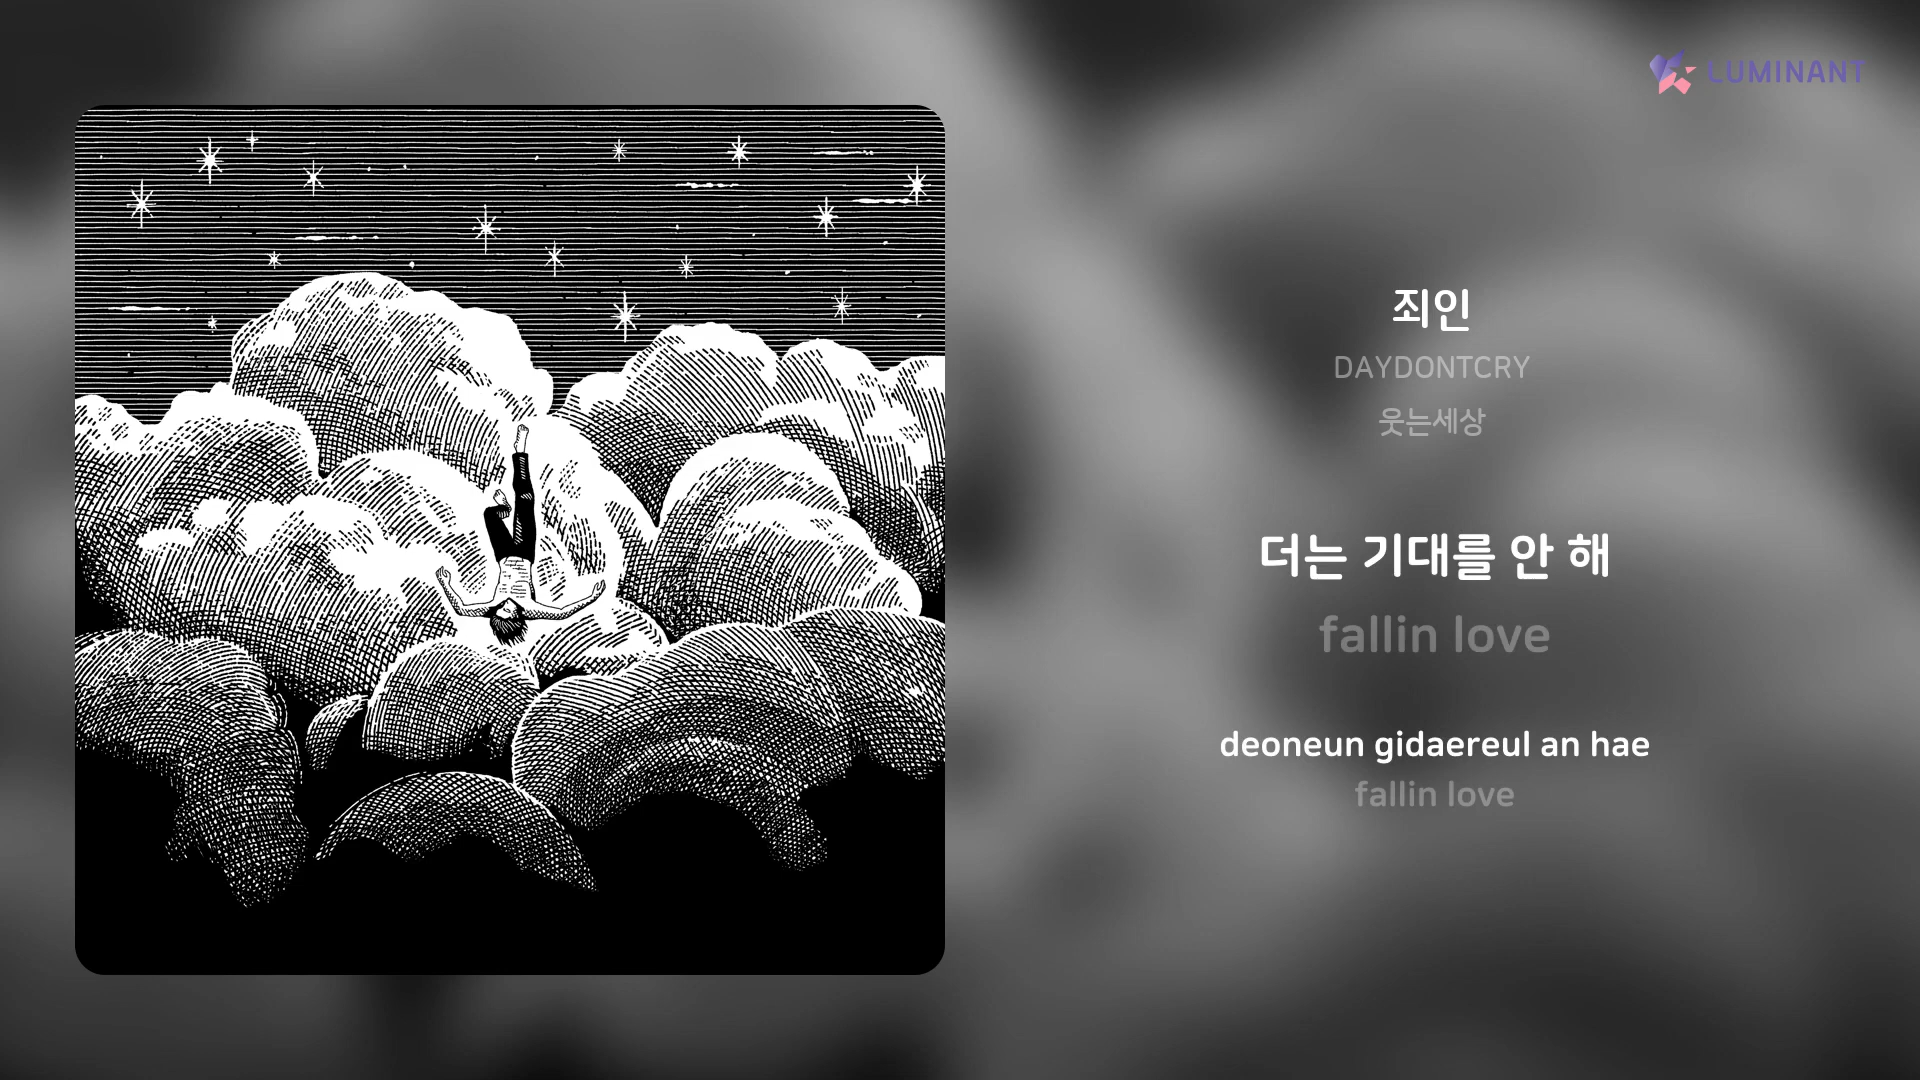 LUMINANT
죄인
DAYDONTCRY
웃는세상
더는 기대를 안 해
fallin love
deoneun gidaereul an hae
fallin love